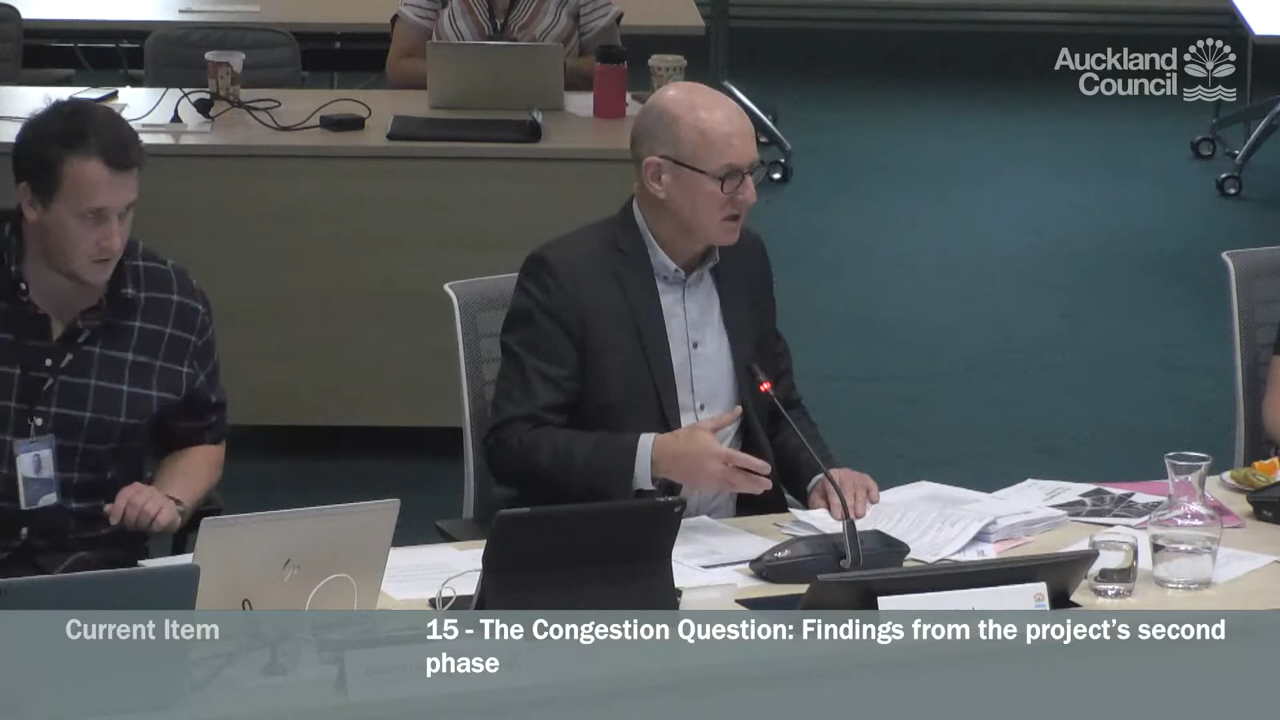 Auckland
Council
Current Item
15 - The Congestion Question: Findings from the project's second
phase